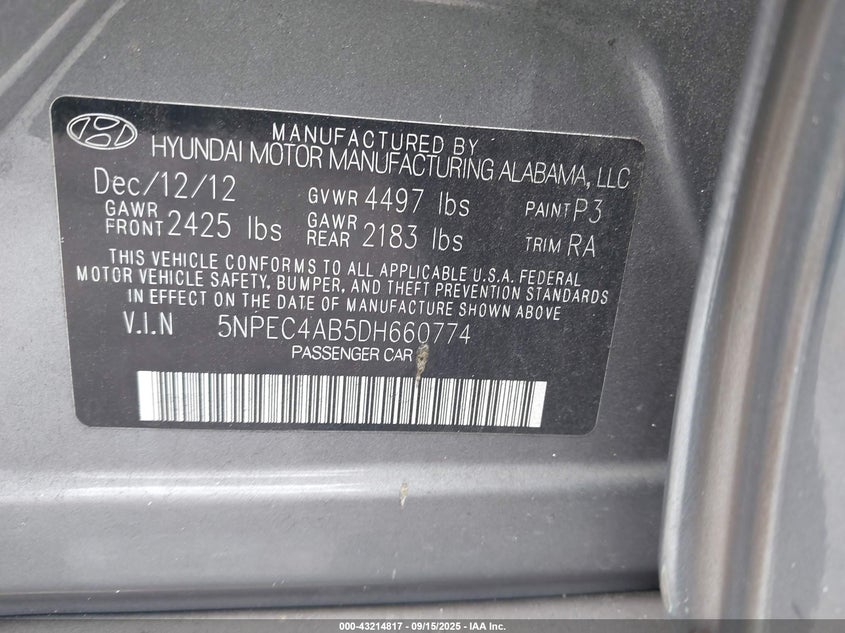 MANUFACTURED BY
HYUNDAI MOTOR MANUFACTURING ALABAMA, LLC
Dec/12/12 GVWR 4497 lbs PAINT P3
GAWR FRONT 2425 lbs GAWR REAR 2183 lbs TRIM RA
THIS VEHICLE CONFORMS TO ALL APPLICABLE U.S.A. FEDERAL
MOTOR VEHICLE SAFETY, BUMPER, AND THEFT PREVENTION STANDARDS
IN EFFECT ON THE DATE OF MANUFACTURE SHOWN ABOVE
V.I.N 5NPEC4AB5DH660774
PASSENGER CAR
000-43214817 - 09/15/2025 - IAA Inc.